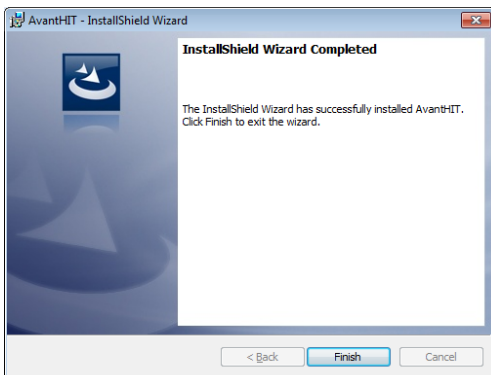 AvantHIT - InstallShield Wizard
InstallShield Wizard Completed
The InstallShield Wizard has successfully installed AvantHIT.
Click Finish to exit the wizard.
< Back
Finish
Cancel